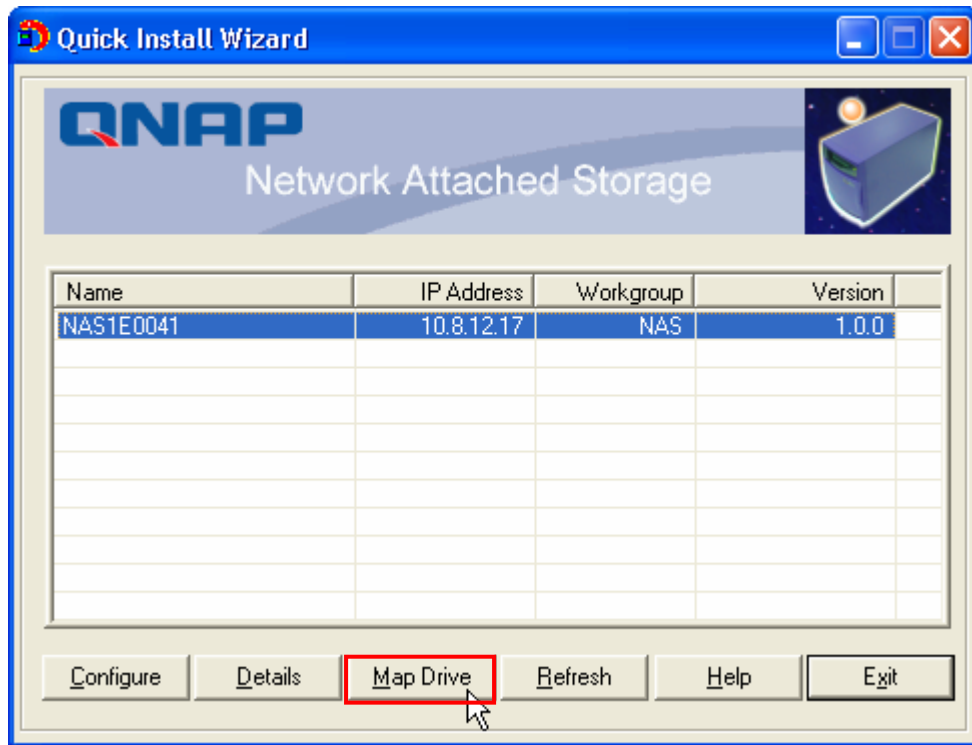 Quick Install Wizard
QNAP
Network Attached Storage
Name IP Address Workgroup Version
NAS1E0041 10.8.12.17 NAS 1.0.0
Configure Details Map Drive Refresh Help Exit